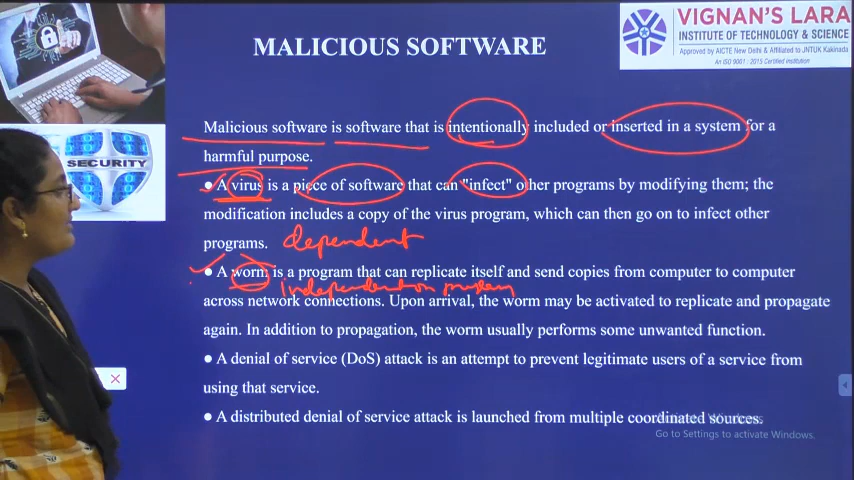 VIGNAN'S LARA
INSTITUTE OF TECHNOLOGY & SCIENCE
Approved by AICTE New Delhi & Affiliated to JNTUK Kakinada
An ISO 9001 : 2015 Certified Institution
MALICIOUS SOFTWARE
SECURITY
Malicious software is software that is intentionally included or inserted in a system for a
harmful purpose.
● A virus is a piece of software that can "infect" other programs by modifying them; the
modification includes a copy of the virus program, which can then go on to infect other
programs. dependent
● A worm is a program that can replicate itself and send copies from computer to computer
across network connections. Upon arrival, the worm may be activated to replicate and propagate
again. In addition to propagation, the worm usually performs some unwanted function.
● A denial of service (DoS) attack is an attempt to prevent legitimate users of a service from
using that service.
● A distributed denial of service attack is launched from multiple coordinated sources.
Activate Windows
Go to Settings to activate Windows.